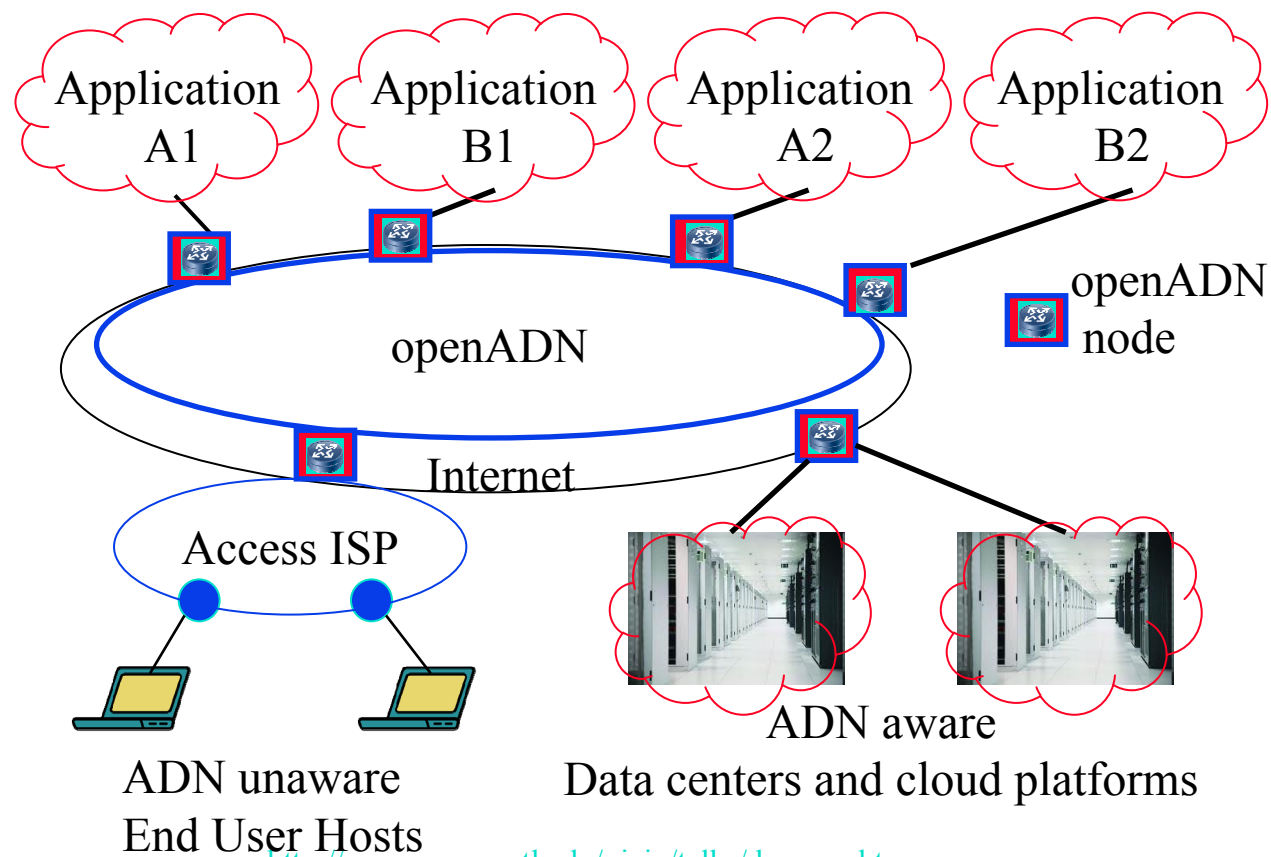 Application
A1
Application
B1
Application
A2
Application
B2
openADN
node
openADN
Internet
Access ISP
ADN aware
Data centers and cloud platforms
ADN unaware
End User Hosts